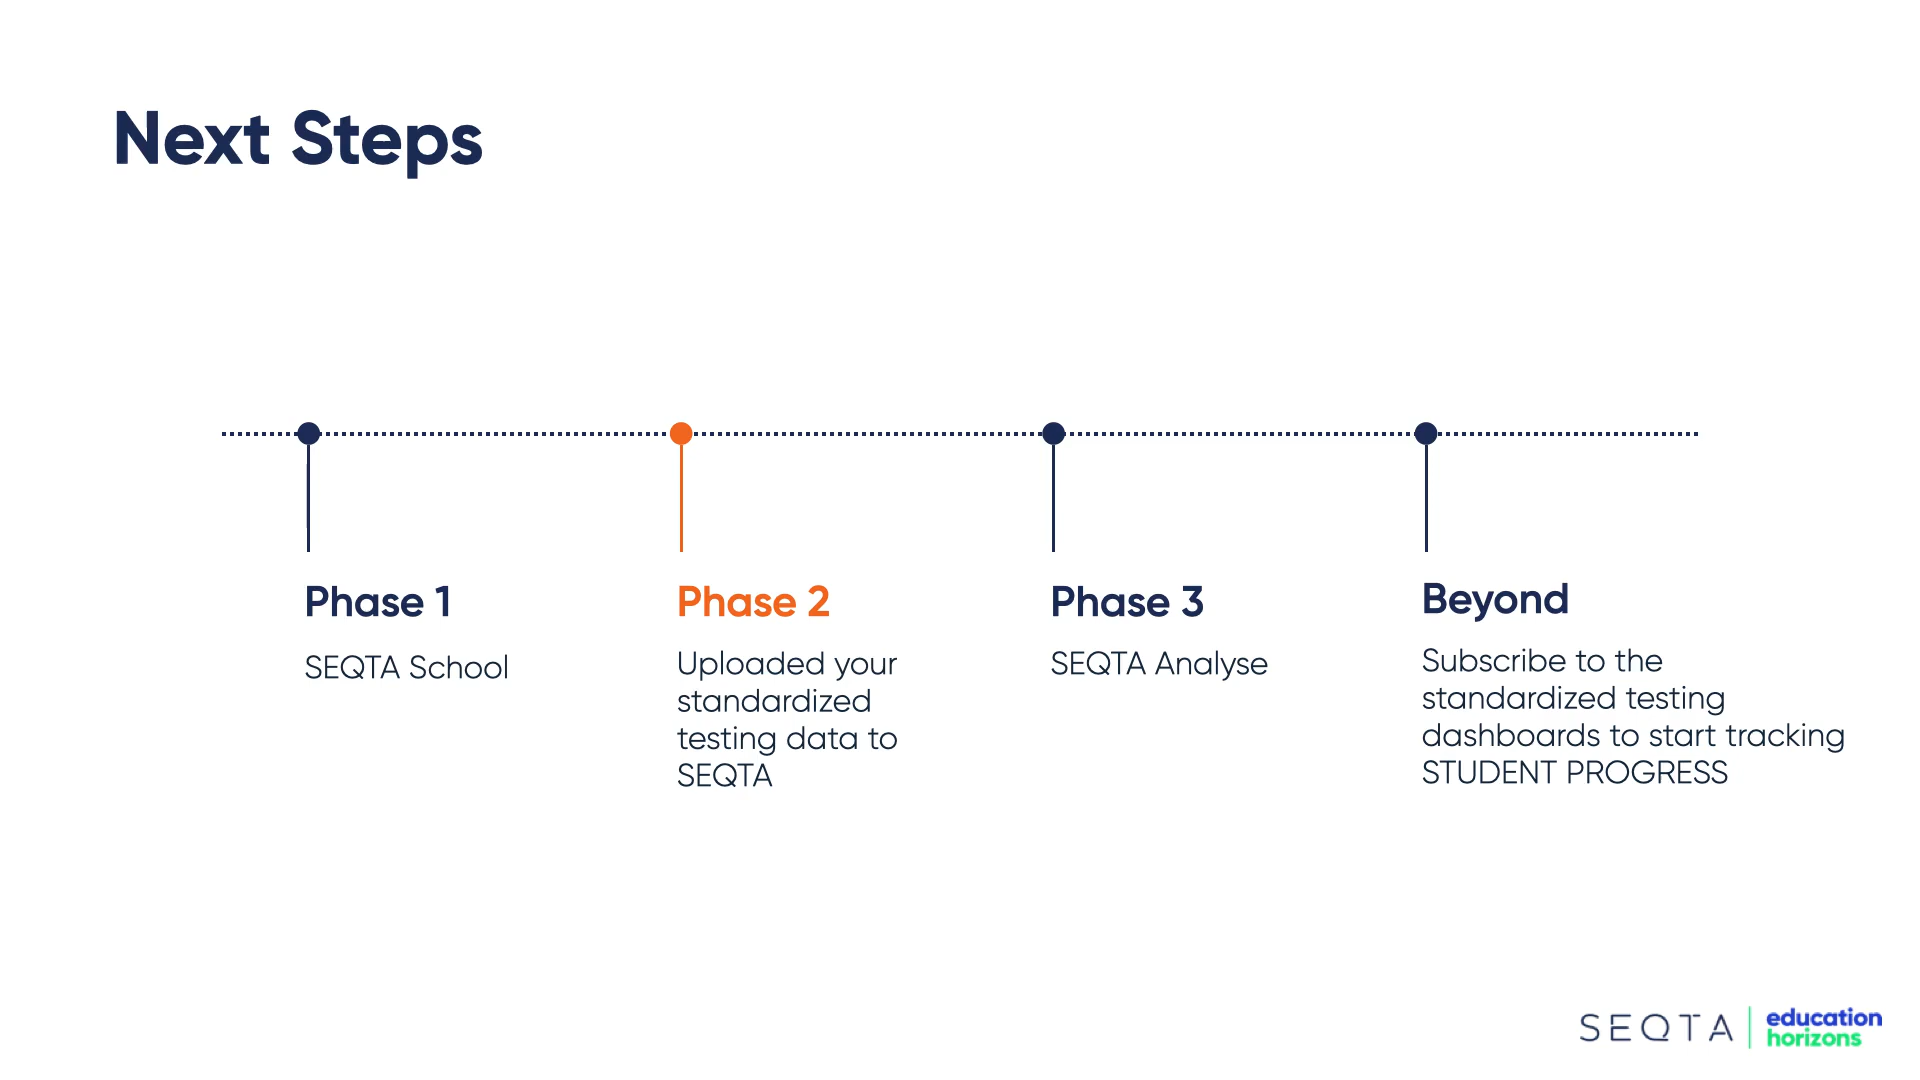 Next Steps
Phase 1
SEQTA School
Phase 2
Uploaded your
standardized
testing data to
SEQTA
Phase 3
SEQTA Analyse
Beyond
Subscribe to the
standardized testing
dashboards to start tracking
STUDENT PROGRESS
SEQTA
education
horizons